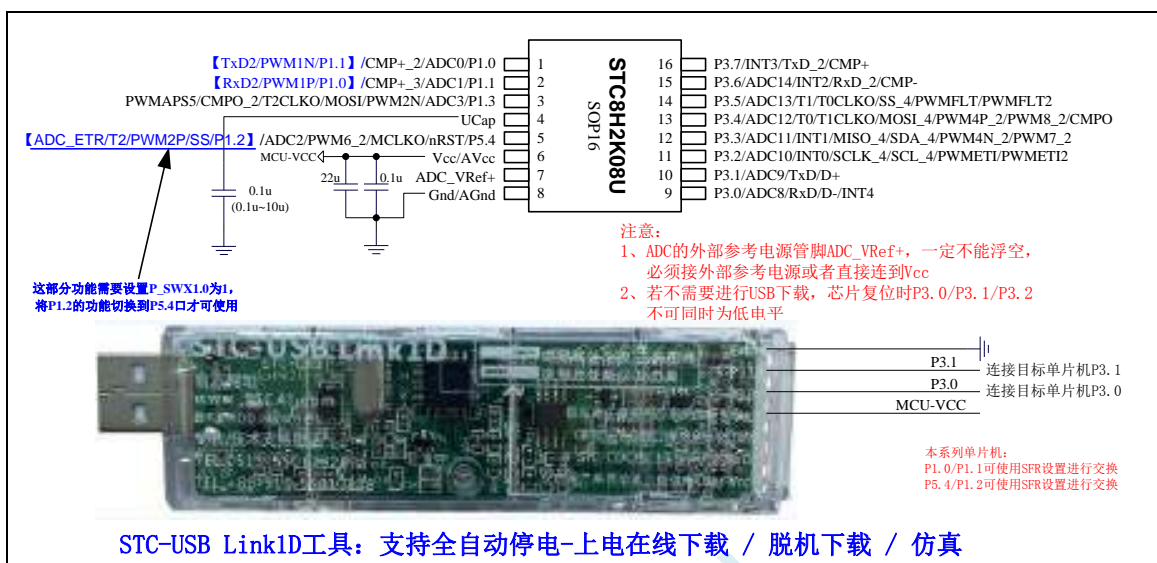 【TxD2/PWM1N/P1.1】/CMP+_2/ADC0/P1.0
【RxD2/PWM1P/P1.0】/CMP+_3/ADC1/P1.1
PWMAPS5/CMPO_2/T2CLKO/MOSI/PWM2N/ADC3/P1.3
UCap
【ADC_ETR/T2/PWM2P/SS/P1.2】/ADC2/PWM6_2/MCLKO/nRST/P5.4
MCU-VCC
Vcc/AVcc
ADC_VRef+
Gnd/AGnd
22u
0.1u
0.1u
(0.1u~10u)
1
2
3
4
5
6
7
8
STC8H2K08U
SOP16
16
15
14
13
12
11
10
9
P3.7/INT3/TxD_2/CMP+
P3.6/ADC14/INT2/RxD_2/CMP-
P3.5/ADC13/T1/T0CLKO/SS_4/PWMFLT/PWMFLT2
P3.4/ADC12/T0/T1CLKO/MOSI_4/PWM4P_2/PWM8_2/CMPO
P3.3/ADC11/INT1/MISO_4/SDA_4/PWM4N_2/PWM7_2
P3.2/ADC10/INT0/SCLK_4/SCL_4/PWMETI/PWMETI2
P3.1/ADC9/TxD/D+
P3.0/ADC8/RxD/D-/INT4
这部分功能需要设置P_SWX1.0为1,
将P1.2的功能切换到P5.4口才可使用
注意：
1、ADC的外部参考电源管脚ADC_VRef+，一定不能浮空，
必须接外部参考电源或者直接连到Vcc
2、若不需要进行USB下载，芯片复位时P3.0/P3.1/P3.2
不可同时为低电平
STC-USB Link1D
P3.1
连接目标单片机P3.1
P3.0
连接目标单片机P3.0
MCU-VCC
本系列单片机：
P1.0/P1.1可使用SFR设置进行交换
P5.4/P1.2可使用SFR设置进行交换
STC-USB Link1D工具：支持全自动停电-上电在线下载 / 脱机下载 / 仿真